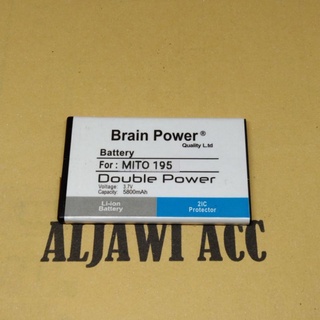 Brain Power®
Quality Ltd
Battery
For : MITO 195
Double Power
Voltage: 3.7V
Capacity: 5800mAh
Li-ion
Battery
2IC
Protector
ALJAWI ACC